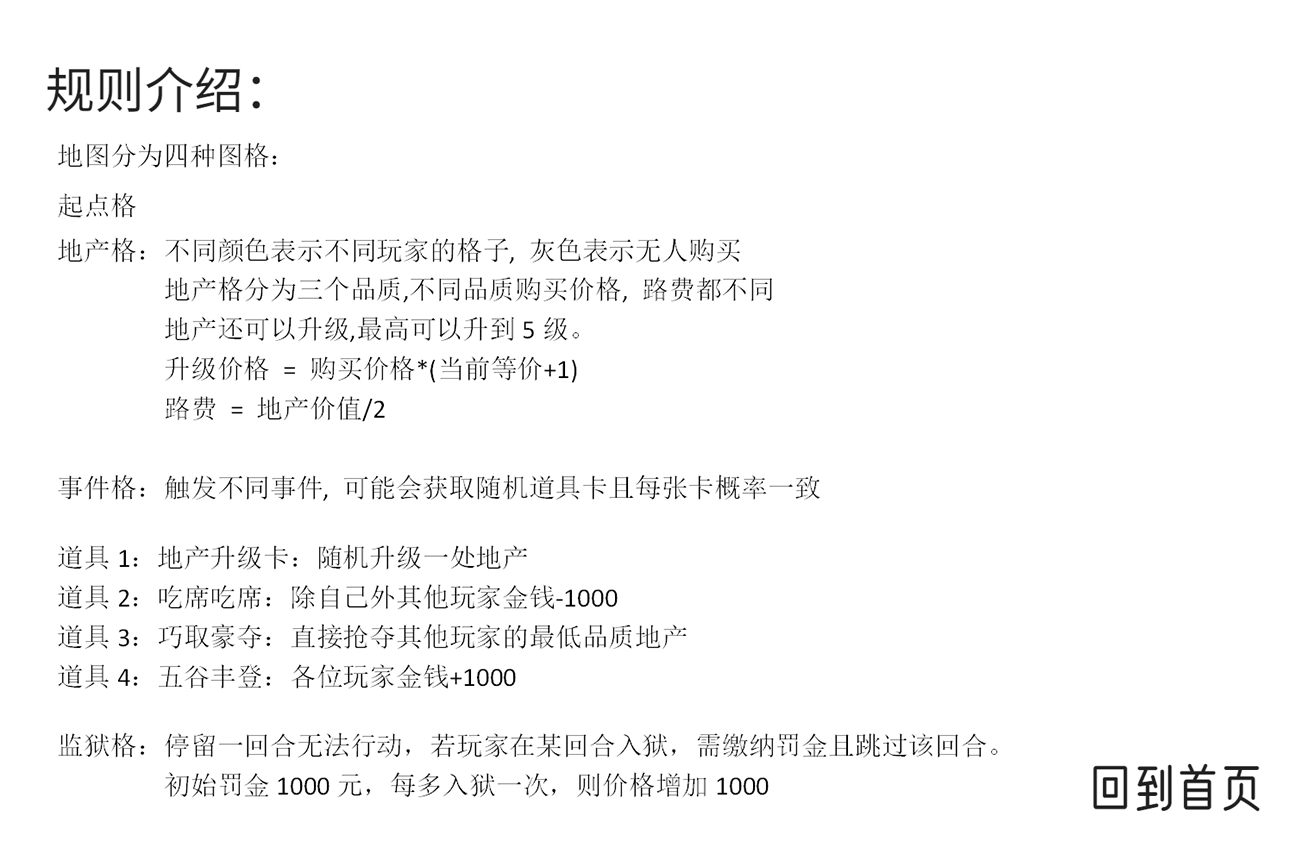 规则介绍：
地图分为四种图格：
起点格
地产格：不同颜色表示不同玩家的格子, 灰色表示无人购买
地产格分为三个品质,不同品质购买价格, 路费都不同
地产还可以升级,最高可以升到 5 级。
升级价格 = 购买价格*(当前等价+1)
路费 = 地产价值/2
事件格：触发不同事件, 可能会获取随机道具卡且每张卡概率一致
道具 1：地产升级卡：随机升级一处地产
道具 2：吃席吃席：除自己外其他玩家金钱-1000
道具 3：巧取豪夺：直接抢夺其他玩家的最低品质地产
道具 4：五谷丰登：各位玩家金钱+1000
监狱格：停留一回合无法行动，若玩家在某回合入狱，需缴纳罚金且跳过该回合。
初始罚金 1000 元，每多入狱一次，则价格增加 1000
回到首页